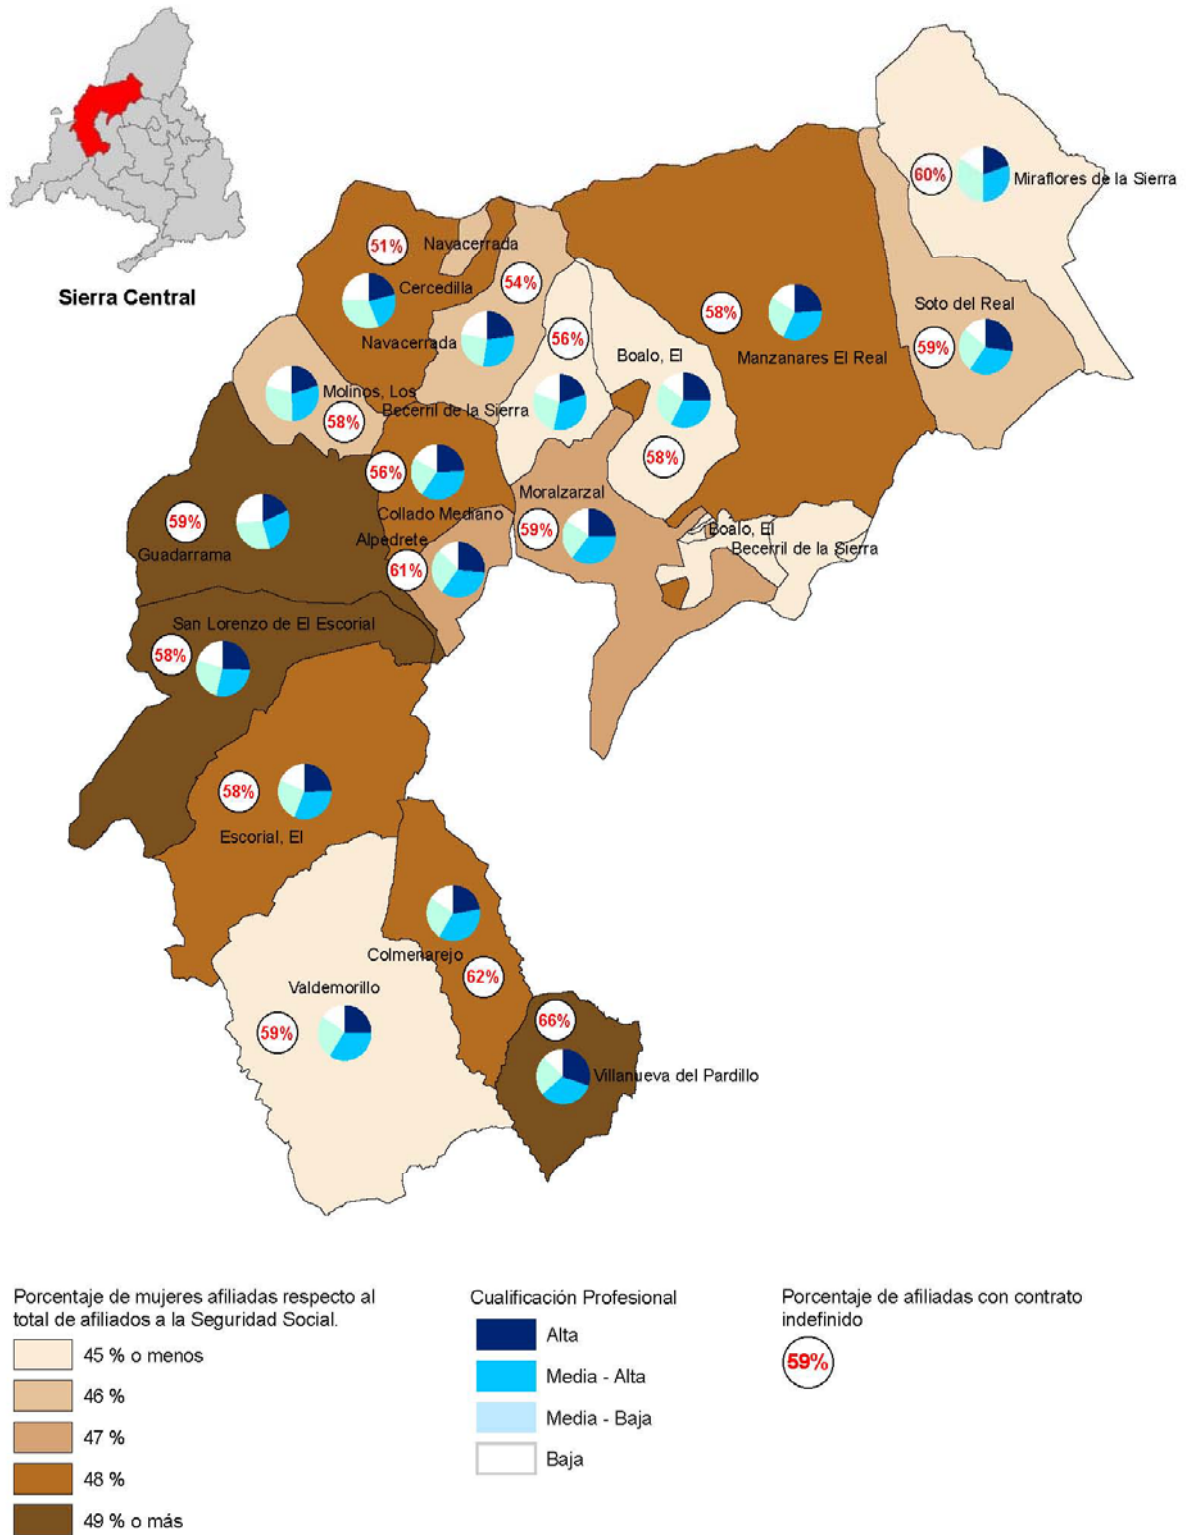 Sierra Central
60%
Miraflores de la Sierra
51%
Navacerrada
54%
Cercedilla
Soto del Real
58%
59%
56%
Navacerrada
Boalo, El
Manzanares El Real
Molinos, Los
Becerril de la Sierra
58%
58%
56%
Moralzarzal
Collado Mediano
59%
59%
Boalo, El
Alpedrete
Becerril de la Sierra
Guadarrama
61%
San Lorenzo de El Escorial
58%
58%
Escorial, El
Colmenarejo
62%
Valdemorillo
66%
59%
Villanueva del Pardillo
Porcentaje de mujeres afiliadas respecto al
total de afiliados a la Seguridad Social.
45 % o menos
46 %
47 %
48 %
49 % o más
Cualificación Profesional
Alta
Media - Alta
Media - Baja
Baja
Porcentaje de afiliadas con contrato
indefinido
59%